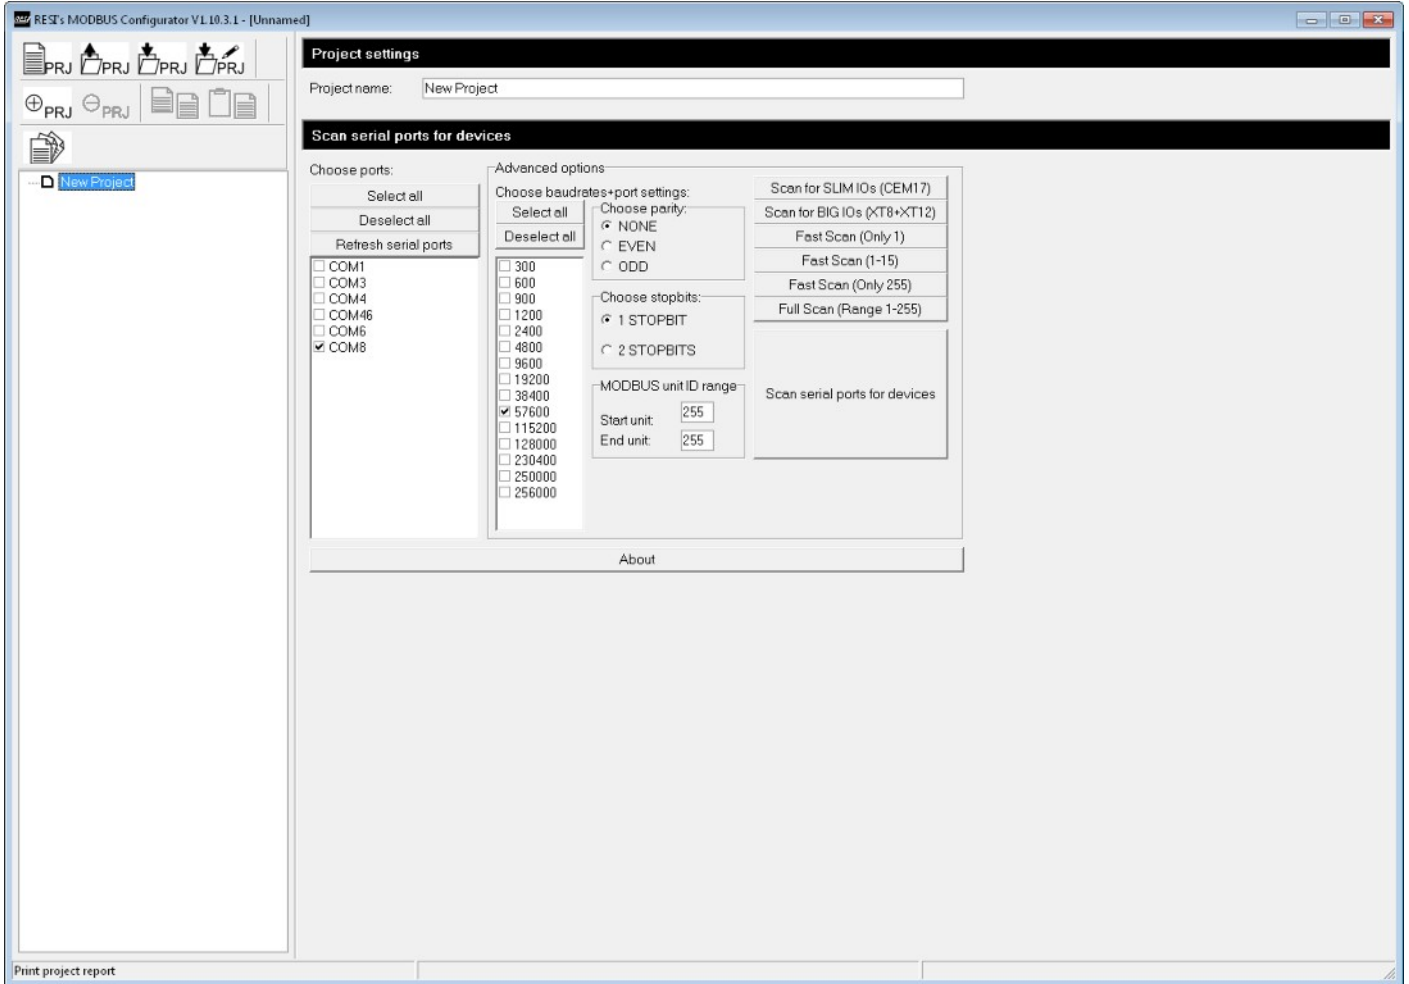 RESI's MODBUS Configurator V1.10.3.1 - [Unnamed]
PRJ PRJ PRJ PRJ
PRJ PRJ
New Project
Project settings
Project name: New Project
Scan serial ports for devices
Choose ports:
Select all
Deselect all
Refresh serial ports
COM1
COM3
COM4
COM46
COM6
COM8
Advanced options
Choose baudrates+port settings:
Select all
Deselect all
300
600
900
1200
2400
4800
9600
19200
38400
57600
115200
128000
230400
250000
256000
Choose parity:
NONE
EVEN
ODD
Choose stopbits:
1 STOPBIT
2 STOPBITS
MODBUS unit ID range
Start unit: 255
End unit: 255
Scan for SLIM IOs (CEM17)
Scan for BIG IOs (XT8+XT12)
Fast Scan (Only 1)
Fast Scan (1-15)
Fast Scan (Only 255)
Full Scan (Range 1-255)
Scan serial ports for devices
About
Print project report